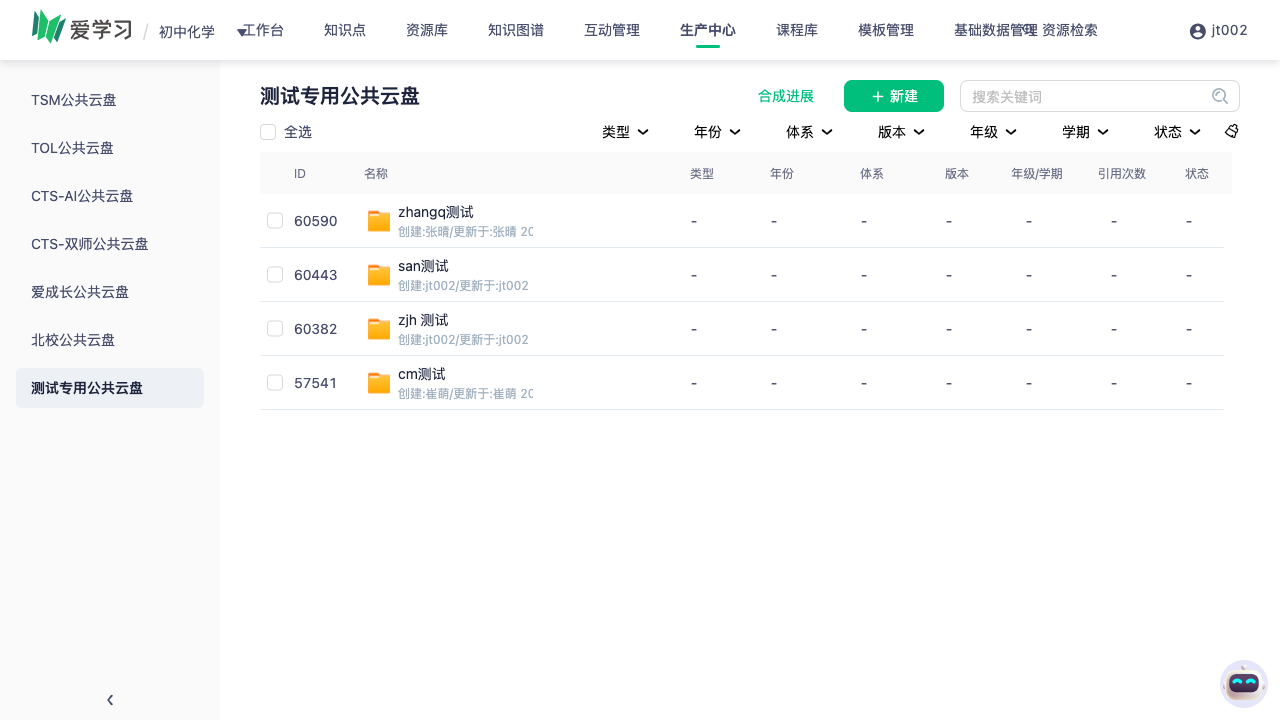 爱学习 / 初中化学 工作台 知识点 资源库 知识图谱 互动管理 生产中心 课程库 模板管理 基础数据管理 资源检索 jt002
TSM公共云盘
TOL公共云盘
CTS-AI公共云盘
CTS-双师公共云盘
爱成长公共云盘
北校公共云盘
测试专用公共云盘
测试专用公共云盘 合成进展 + 新建 搜索关键词
全选 类型 年份 体系 版本 年级 学期 状态
ID 名称 类型 年份 体系 版本 年级/学期 引用次数 状态
60590 zhangq测试 - - - - - - -
创建:张晴/更新于:张晴 20
60443 san测试 - - - - - - -
创建:jt002/更新于:jt002
60382 zjh 测试 - - - - - - -
创建:jt002/更新于:jt002
57541 cm测试 - - - - - - -
创建:崔萌/更新于:崔萌 20